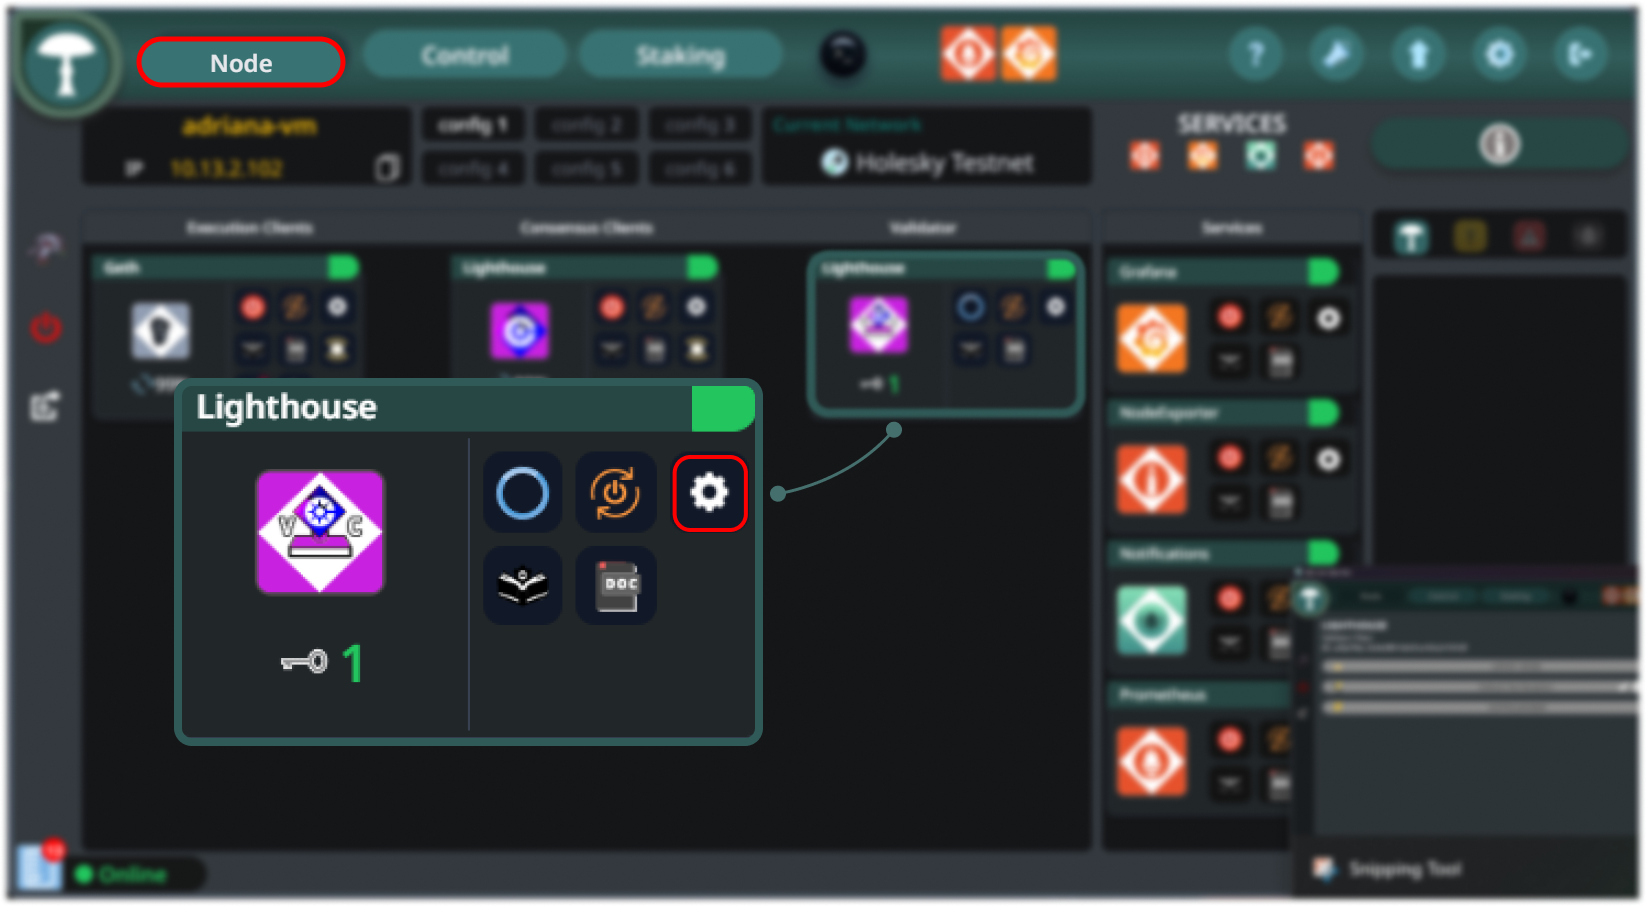 Node
Control
Staking
adriana-vm
IP 10.13.2.102
config 1
config 2
config 3
config 4
config 5
config 6
Current Network
Holesky Testnet
SERVICES
Execution Clients
Consensus Clients
Validator
Services
Geth
Lighthouse
Lighthouse
Grafana
1
Lighthouse
V C
DOC
1
NodeExporter
Notifications
Prometheus
Online
Snipping Tool